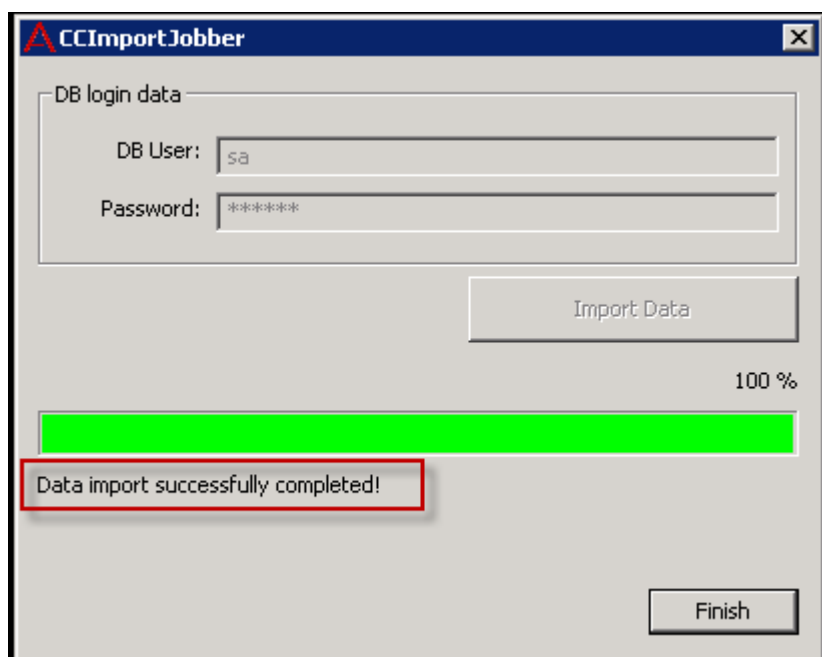 CCImportJobber
DB login data
DB User: sa
Password: ******
Import Data
100 %
Data import successfully completed!
Finish